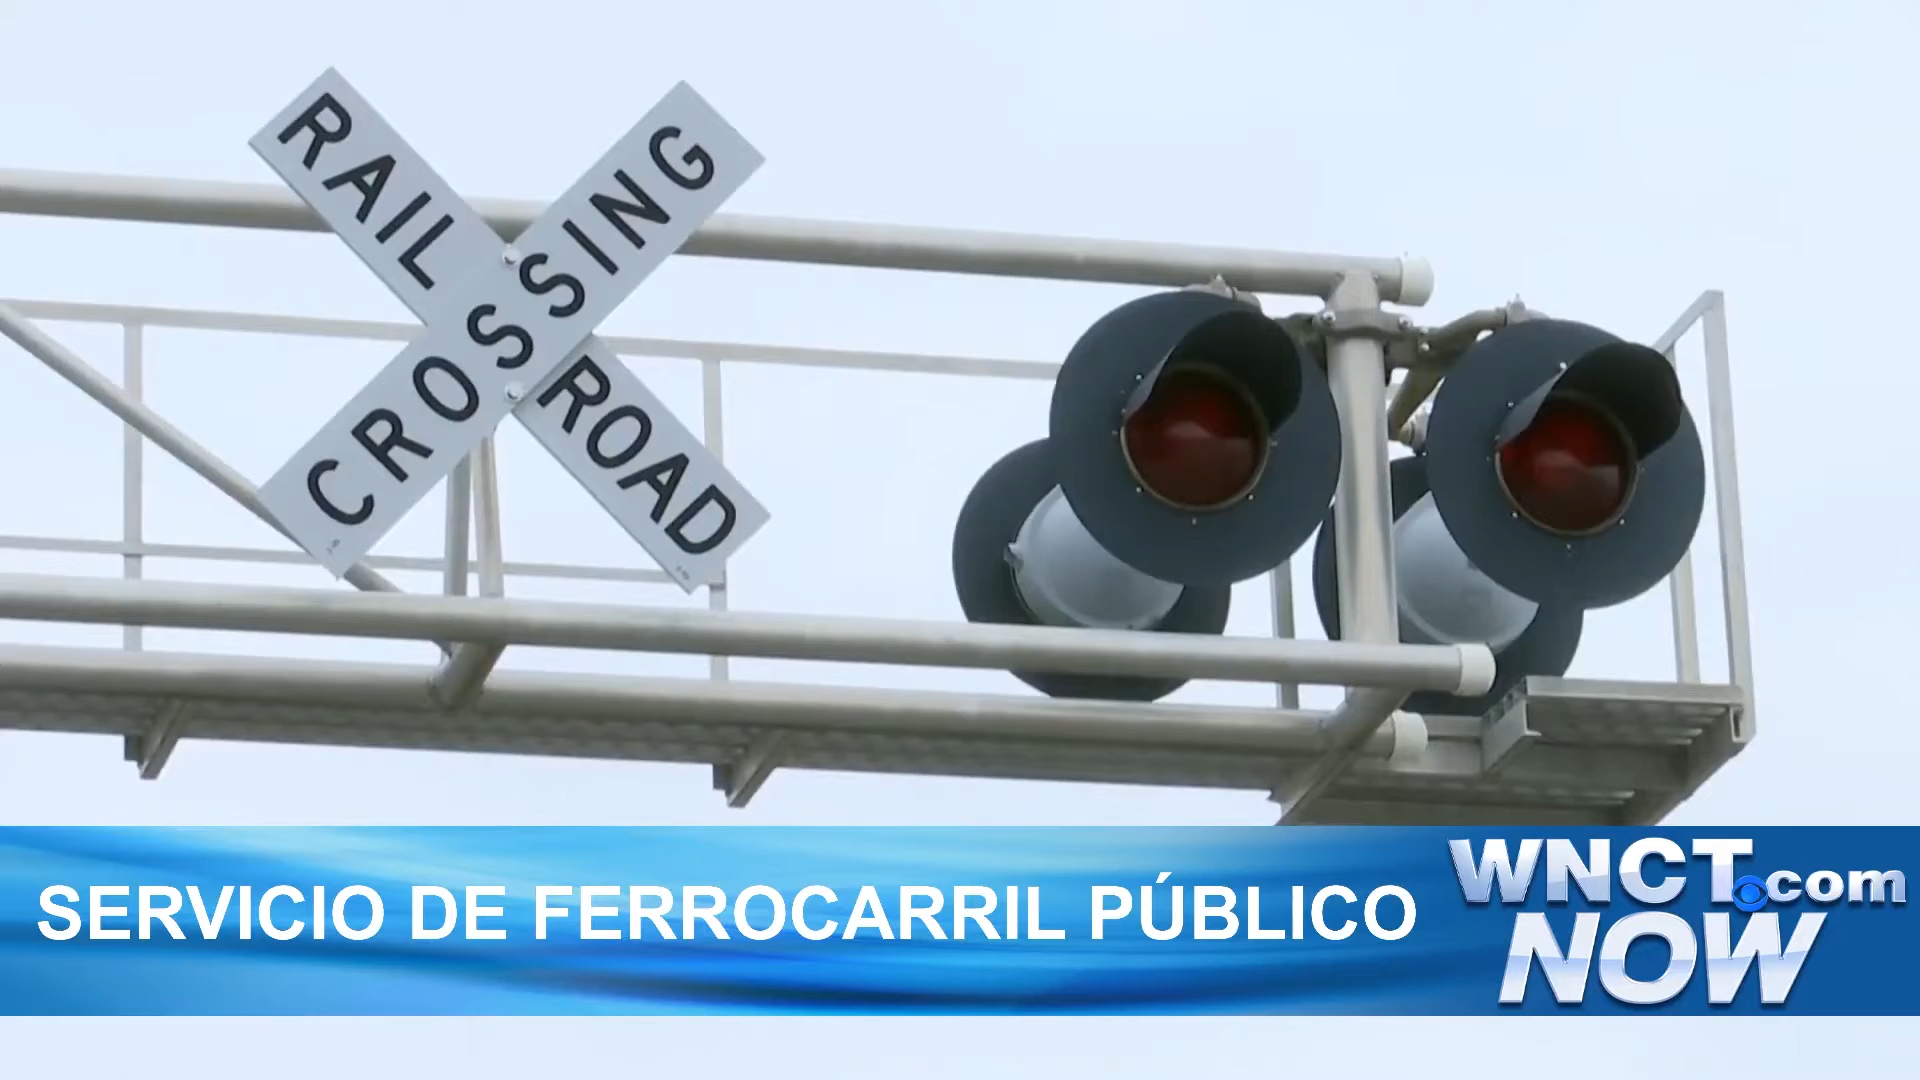 RAIL ROAD
CROSSING
SERVICIO DE FERROCARRIL PÚBLICO
WNCT.com
NOW